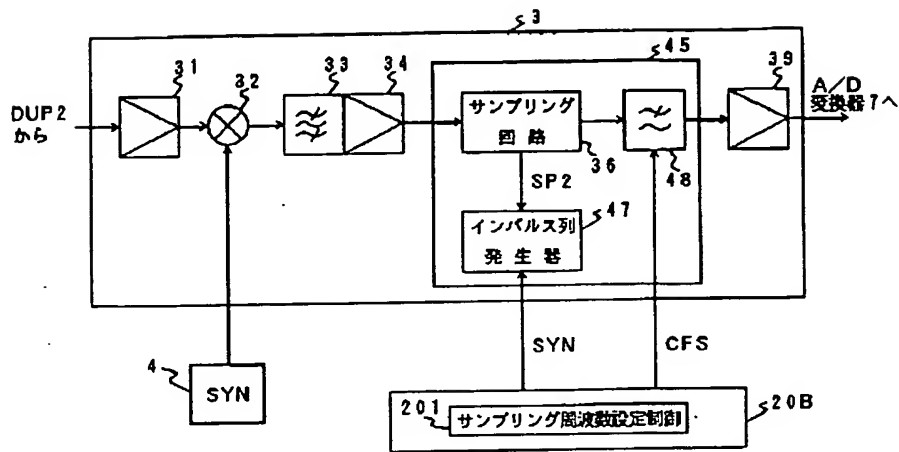 3
31
32
33
34
45
39
DUP2
から
サンプリング
回路
36
48
A/D
変換器7へ
SP2
47
インパルス列
発生器
4
SYN
SYN
CFS
201
サンプリング周波数設定制御
20B